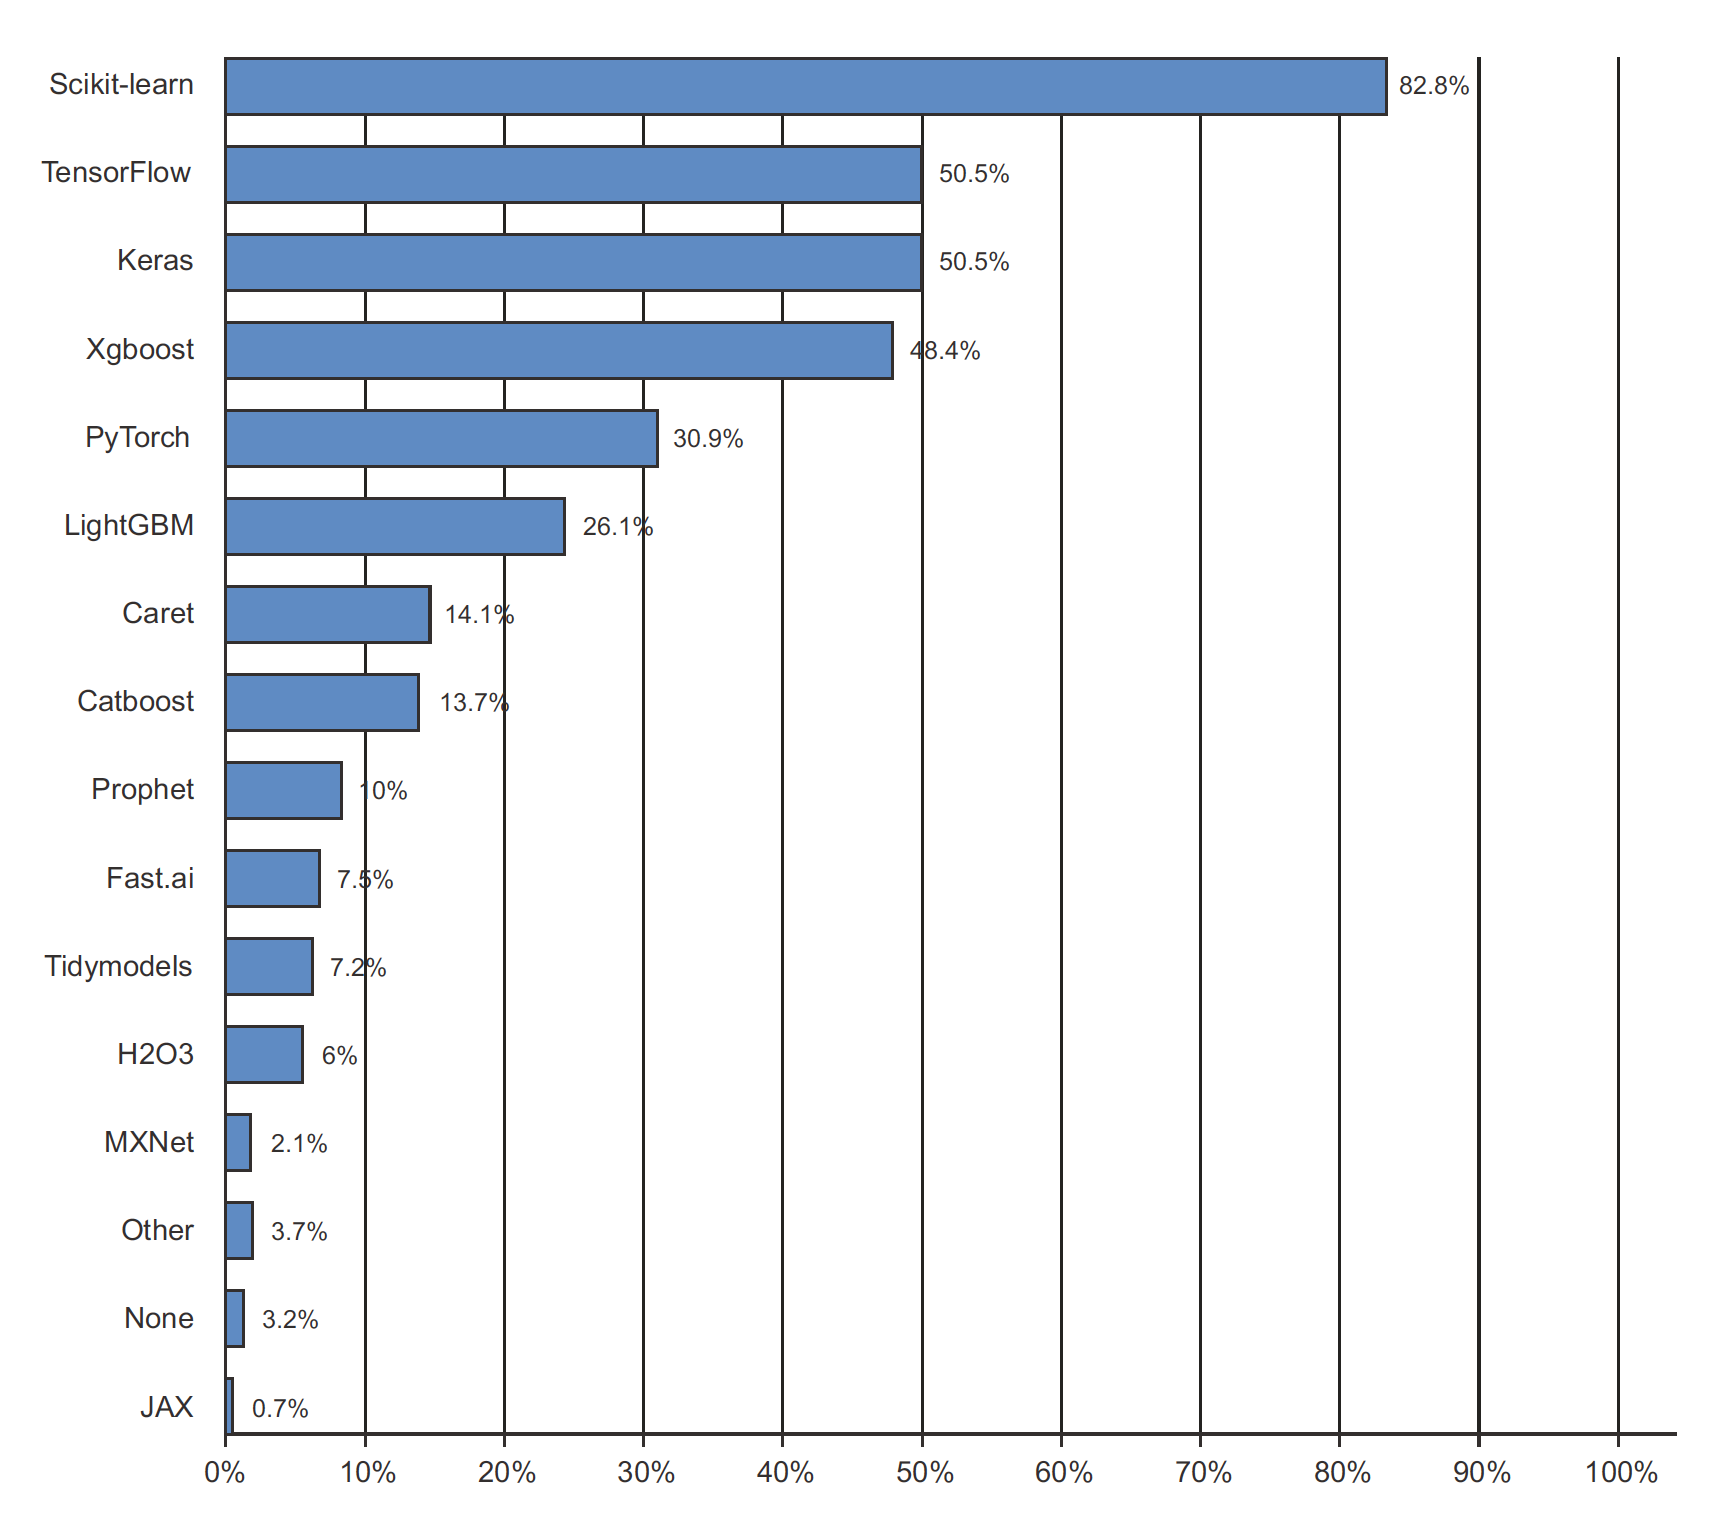 Scikit-learn 82.8%
TensorFlow 50.5%
Keras 50.5%
Xgboost 48.4%
PyTorch 30.9%
LightGBM 26.1%
Caret 14.1%
Catboost 13.7%
Prophet 10%
Fast.ai 7.5%
Tidymodels 7.2%
H2O3 6%
MXNet 2.1%
Other 3.7%
None 3.2%
JAX 0.7%
0% 10% 20% 30% 40% 50% 60% 70% 80% 90% 100%